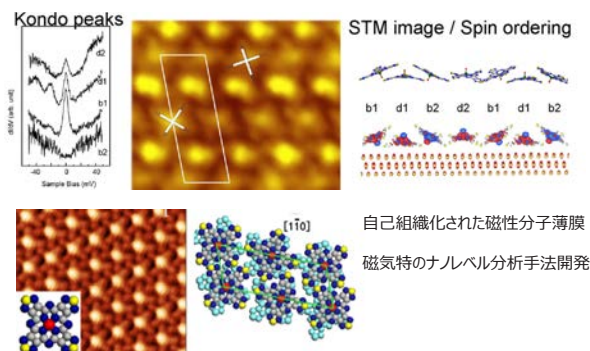 Kondo peaks
STM image / Spin ordering
d2
d1
b1
b2
dI/dV (arb. unit)
-40 0 40
Sample Bias (mV)
b1 d1 b2 d2 b1 d1 b2
[11̄0]
自己組織化された磁性分子薄膜
磁気特のナノレベル分析手法開発